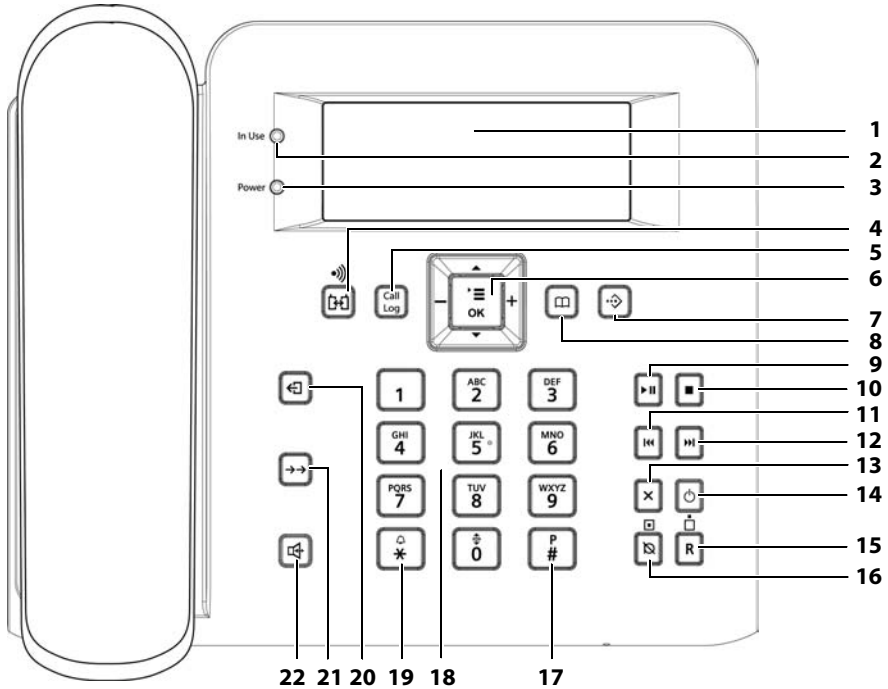 1
In Use
2
Power
3
4
5
6
Call
Log
OK
7
8
9
1
ABC
2
DEF
3
10
11
GHI
4
JKL
5
MNO
6
12
13
PQRS
7
TUV
8
WXYZ
9
14
*
0
P
#
R
15
16
22 21 20 19 18 17